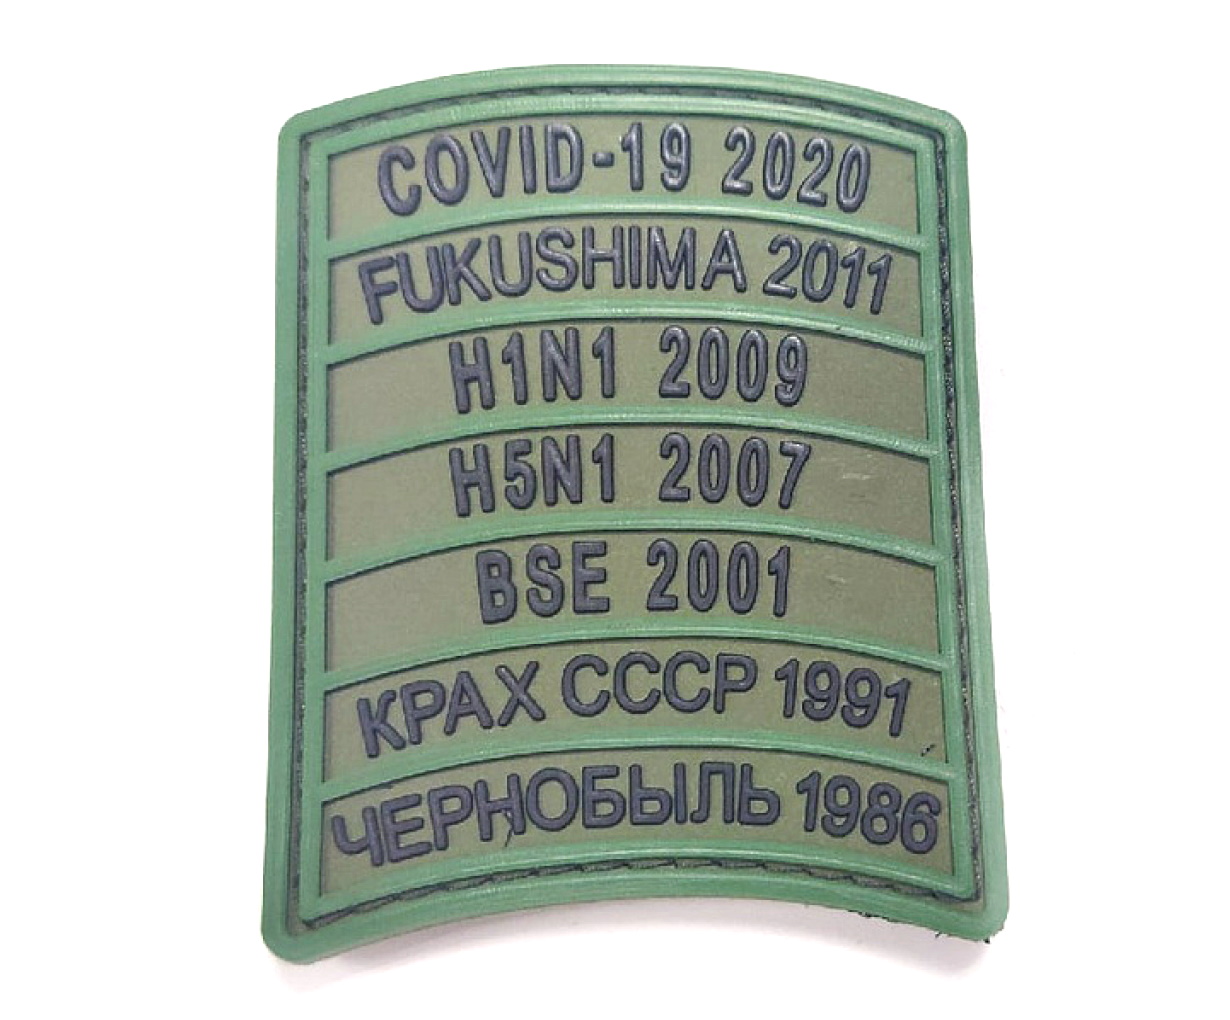 COVID-19 2020
FUKUSHIMA 2011
H1N1 2009
H5N1 2007
BSE 2001
КРАХ СССР 1991
ЧЕРНОБЫЛЬ 1986